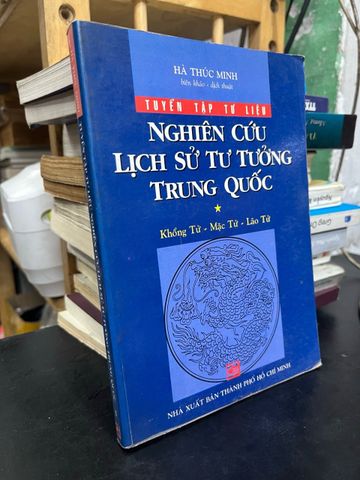 HÀ THÚC MINH
biên khảo - dịch thuật
TUYỂN TẬP TƯ LIỆU
NGHIÊN CỨU
LỊCH SỬ TƯ TƯỞNG
TRUNG QUỐC
Khổng Tử - Mặc Tử - Lão Tử
NHÀ XUẤT BẢN THÀNH PHỐ HỒ CHÍ MINH